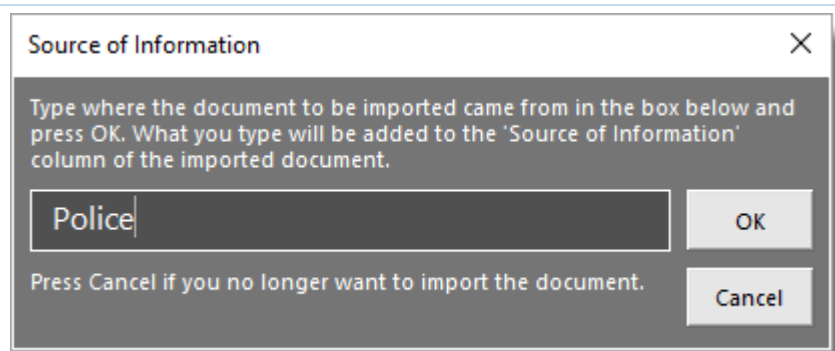 Source of Information
Type where the document to be imported came from in the box below and
press OK. What you type will be added to the 'Source of Information'
column of the imported document.
Police
OK
Press Cancel if you no longer want to import the document.
Cancel